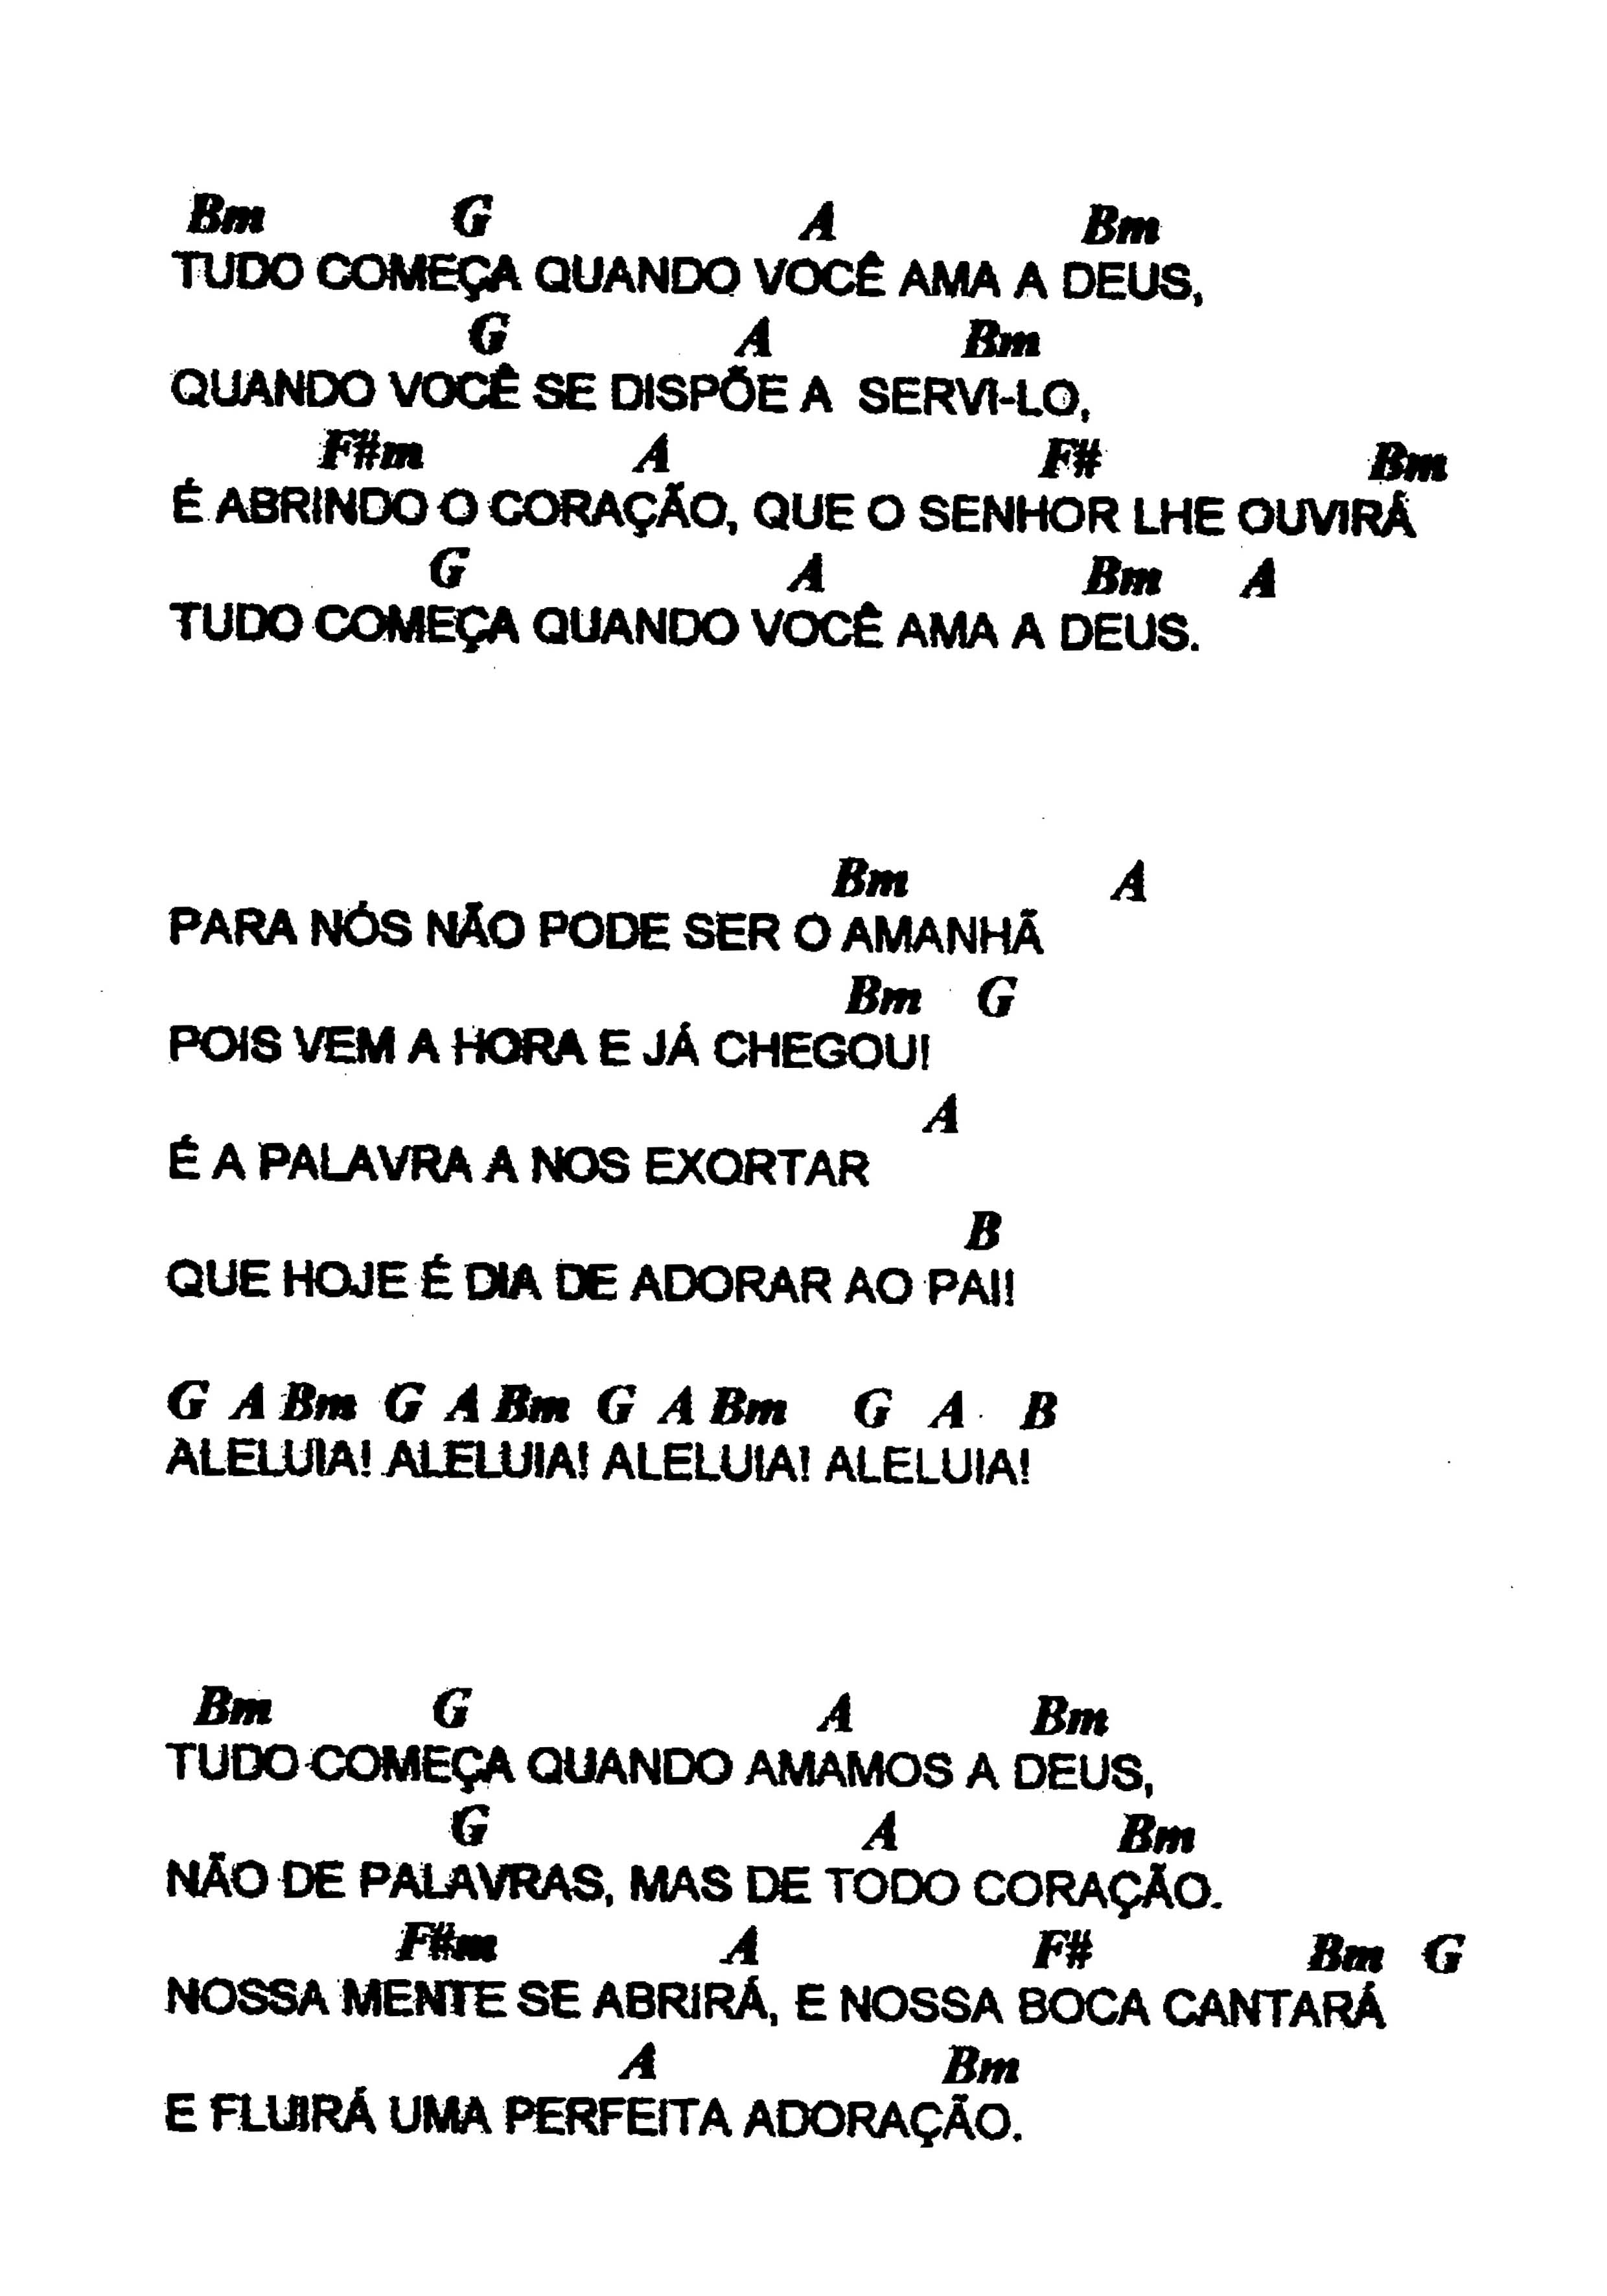 Bm G A Bm
TUDO COMEÇA QUANDO VOCÊ AMA A DEUS,
G A Bm
QUANDO VOCÊ SE DISPÕE A SERVI-LO,
F#m A F# Bm
É ABRINDO O CORAÇÃO, QUE O SENHOR LHE OUVIRÁ
G A Bm A
TUDO COMEÇA QUANDO VOCÊ AMA A DEUS.
Bm A
PARA NÓS NÃO PODE SER O AMANHÃ
Bm G
POIS VEM A HORA E JÁ CHEGOU!
A
É A PALAVRA A NOS EXORTAR
B
QUE HOJE É DIA DE ADORAR AO PAI!
G A Bm G A Bm G A Bm G A B
ALELUIA! ALELUIA! ALELUIA! ALELUIA!
Bm G A Bm
TUDO COMEÇA QUANDO AMAMOS A DEUS,
G A Bm
NÃO DE PALAVRAS, MAS DE TODO CORAÇÃO.
F#m A F# Bm G
NOSSA MENTE SE ABRIRÁ, E NOSSA BOCA CANTARÁ
A Bm
E FLUIRÁ UMA PERFEITA ADORAÇÃO.